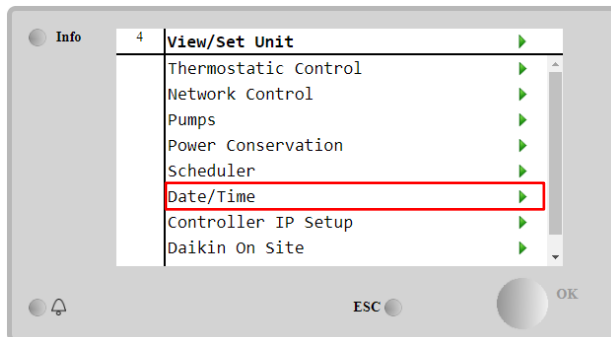 Info
4 View/Set Unit
Thermostatic Control
Network Control
Pumps
Power Conservation
Scheduler
Date/Time
Controller IP Setup
Daikin On Site
ESC
OK